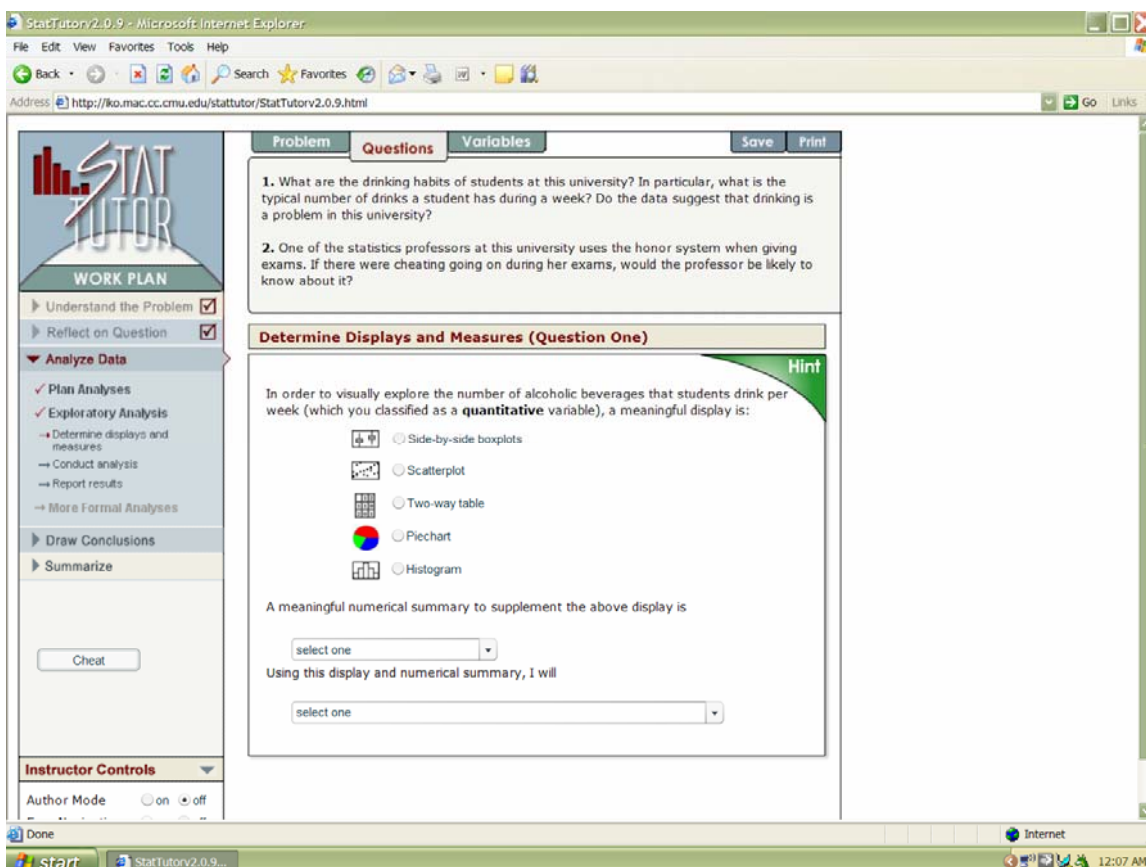 StatTutorv2.0.9 - Microsoft Internet Explorer
File Edit View Favorites Tools Help
Back Search Favorites
Address http://lko.mac.cc.cmu.edu/stattutor/StatTutorv2.0.9.html Go Links
Problem Questions Variables Save Print
STAT
TUTOR
WORK PLAN
Understand the Problem
Reflect on Question
Analyze Data
Plan Analyses
Exploratory Analysis
Determine displays and
measures
Conduct analysis
Report results
More Formal Analyses
Draw Conclusions
Summarize
Cheat
Instructor Controls
Author Mode on off
1. What are the drinking habits of students at this university? In particular, what is the
typical number of drinks a student has during a week? Do the data suggest that drinking is
a problem in this university?
2. One of the statistics professors at this university uses the honor system when giving
exams. If there were cheating going on during her exams, would the professor be likely to
know about it?
Determine Displays and Measures (Question One)
Hint
In order to visually explore the number of alcoholic beverages that students drink per
week (which you classified as a quantitative variable), a meaningful display is:
Side-by-side boxplots
Scatterplot
Two-way table
Piechart
Histogram
A meaningful numerical summary to supplement the above display is
select one
Using this display and numerical summary, I will
select one
Done Internet
start StatTutorv2.0.9... 12:07 AM